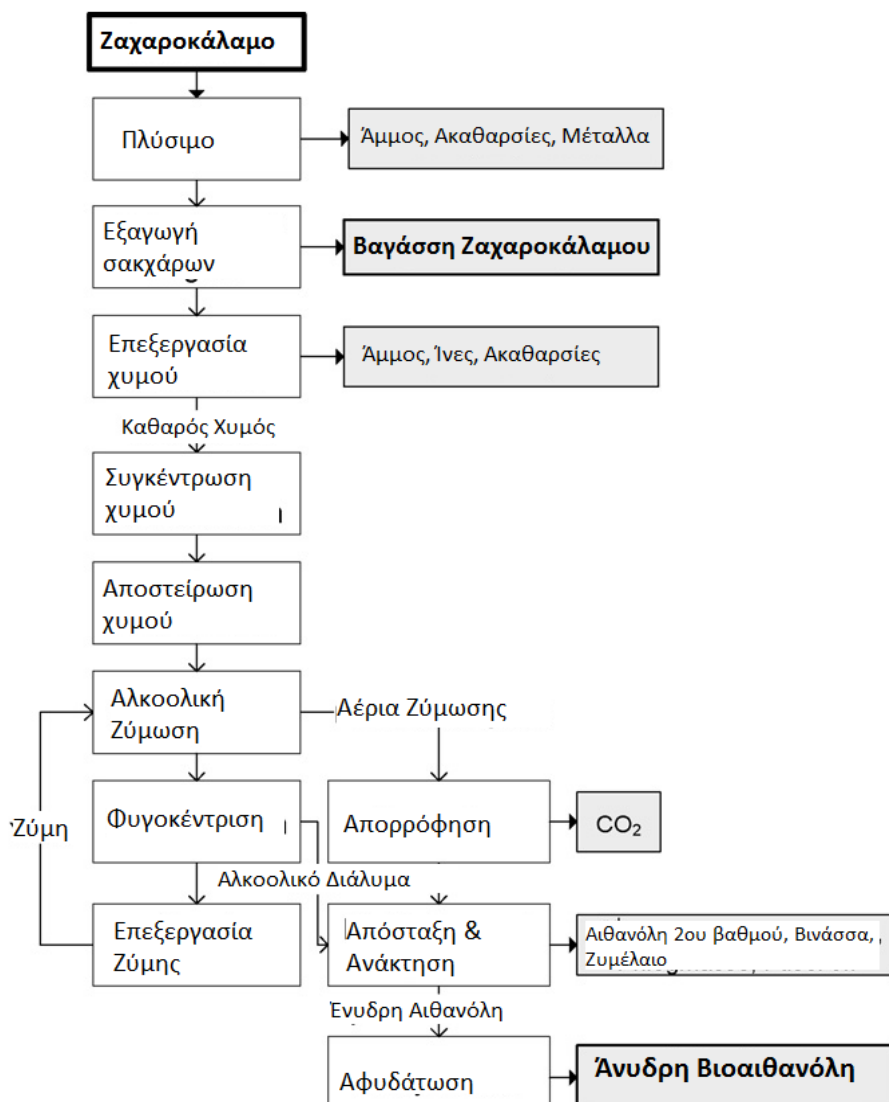 Ζαχαροκάλαμο
Πλύσιμο
Άμμος, Ακαθαρσίες, Μέταλλα
Εξαγωγή
σακχάρων
Βαγάσση Ζαχαροκάλαμου
Επεξεργασία
χυμού
Άμμος, Ίνες, Ακαθαρσίες
Καθαρός Χυμός
Συγκέντρωση
χυμού
Αποστείρωση
χυμού
Αλκοολική
Ζύμωση
Αέρια Ζύμωσης
Ζύμη
Φυγοκέντριση
Απορρόφηση
CO₂
Αλκοολικό Διάλυμα
Επεξεργασία
Ζύμης
Απόσταξη &
Ανάκτηση
Αιθανόλη 2ου βαθμού, Βινάσσα,
Ζυμέλαιο
Ένυδρη Αιθανόλη
Αφυδάτωση
Άνυδρη Βιοαιθανόλη